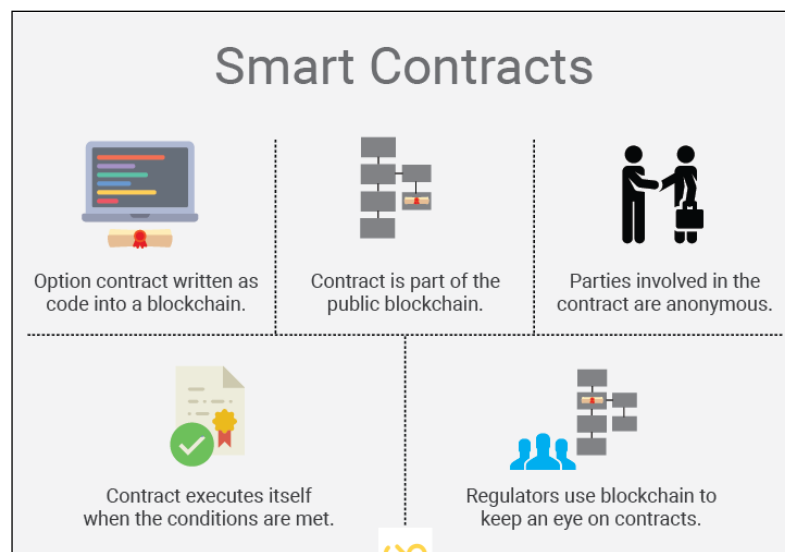 Smart Contracts
Option contract written as
code into a blockchain.
Contract is part of the
public blockchain.
Parties involved in the
contract are anonymous.
Contract executes itself
when the conditions are met.
Regulators use blockchain to
keep an eye on contracts.